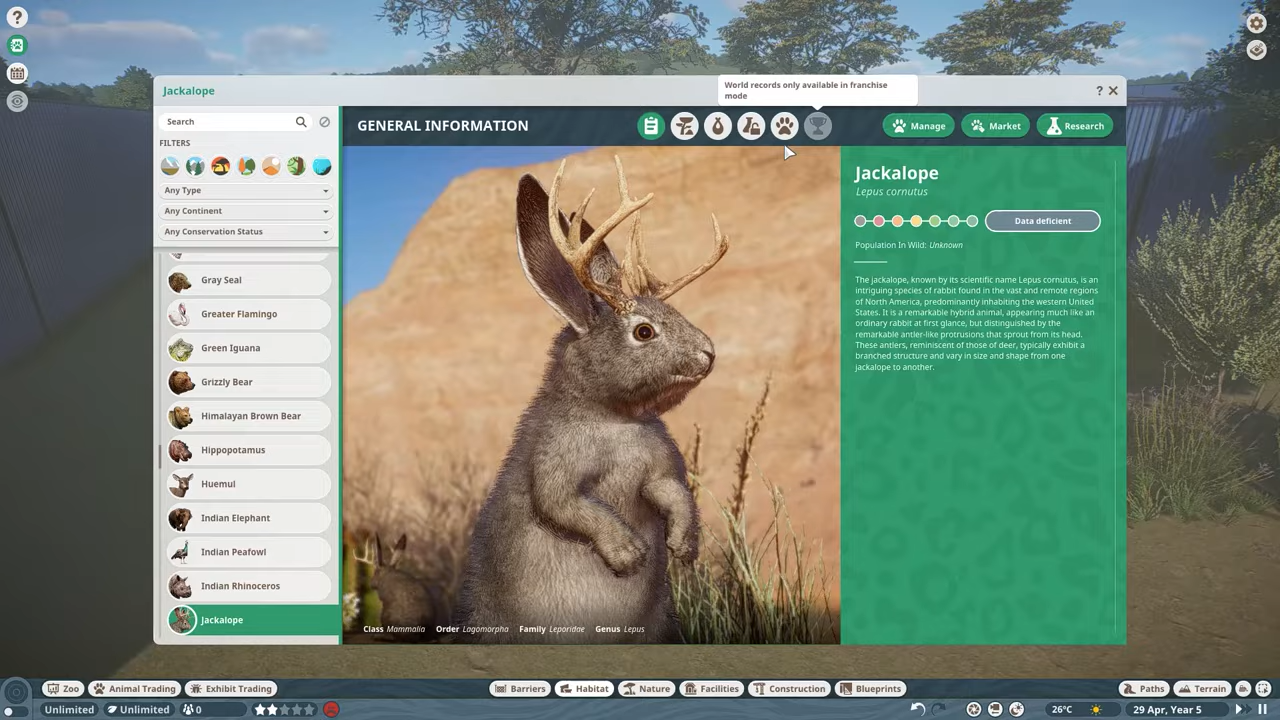 Jackalope
World records only available in franchise
mode
?
?
Search
FILTERS
Any Type
Any Continent
Any Conservation Status
Gray Seal
Greater Flamingo
Green Iguana
Grizzly Bear
Himalayan Brown Bear
Hippopotamus
Huemul
Indian Elephant
Indian Peafowl
Indian Rhinoceros
Jackalope
GENERAL INFORMATION
Manage
Market
Research
Class Mammalia Order Lagomorpha Family Leporidae Genus Lepus
Jackalope
Lepus cornutus
Data deficient
Population In Wild: Unknown
The jackalope, known by its scientific name Lepus cornutus, is an
intriguing species of rabbit found in the vast and remote regions
of North America, predominantly inhabiting the western United
States. It is a remarkable hybrid animal, appearing much like an
ordinary rabbit at first glance, but distinguished by the
remarkable antler-like protrusions that sprout from its head.
These antlers, reminiscent of those of deer, typically exhibit a
branched structure and vary in size and shape from one
jackalope to another.
Zoo Animal Trading Exhibit Trading Barriers Habitat Nature Facilities Construction Blueprints Paths Terrain
Unlimited Unlimited 0 26°C 29 Apr, Year 5